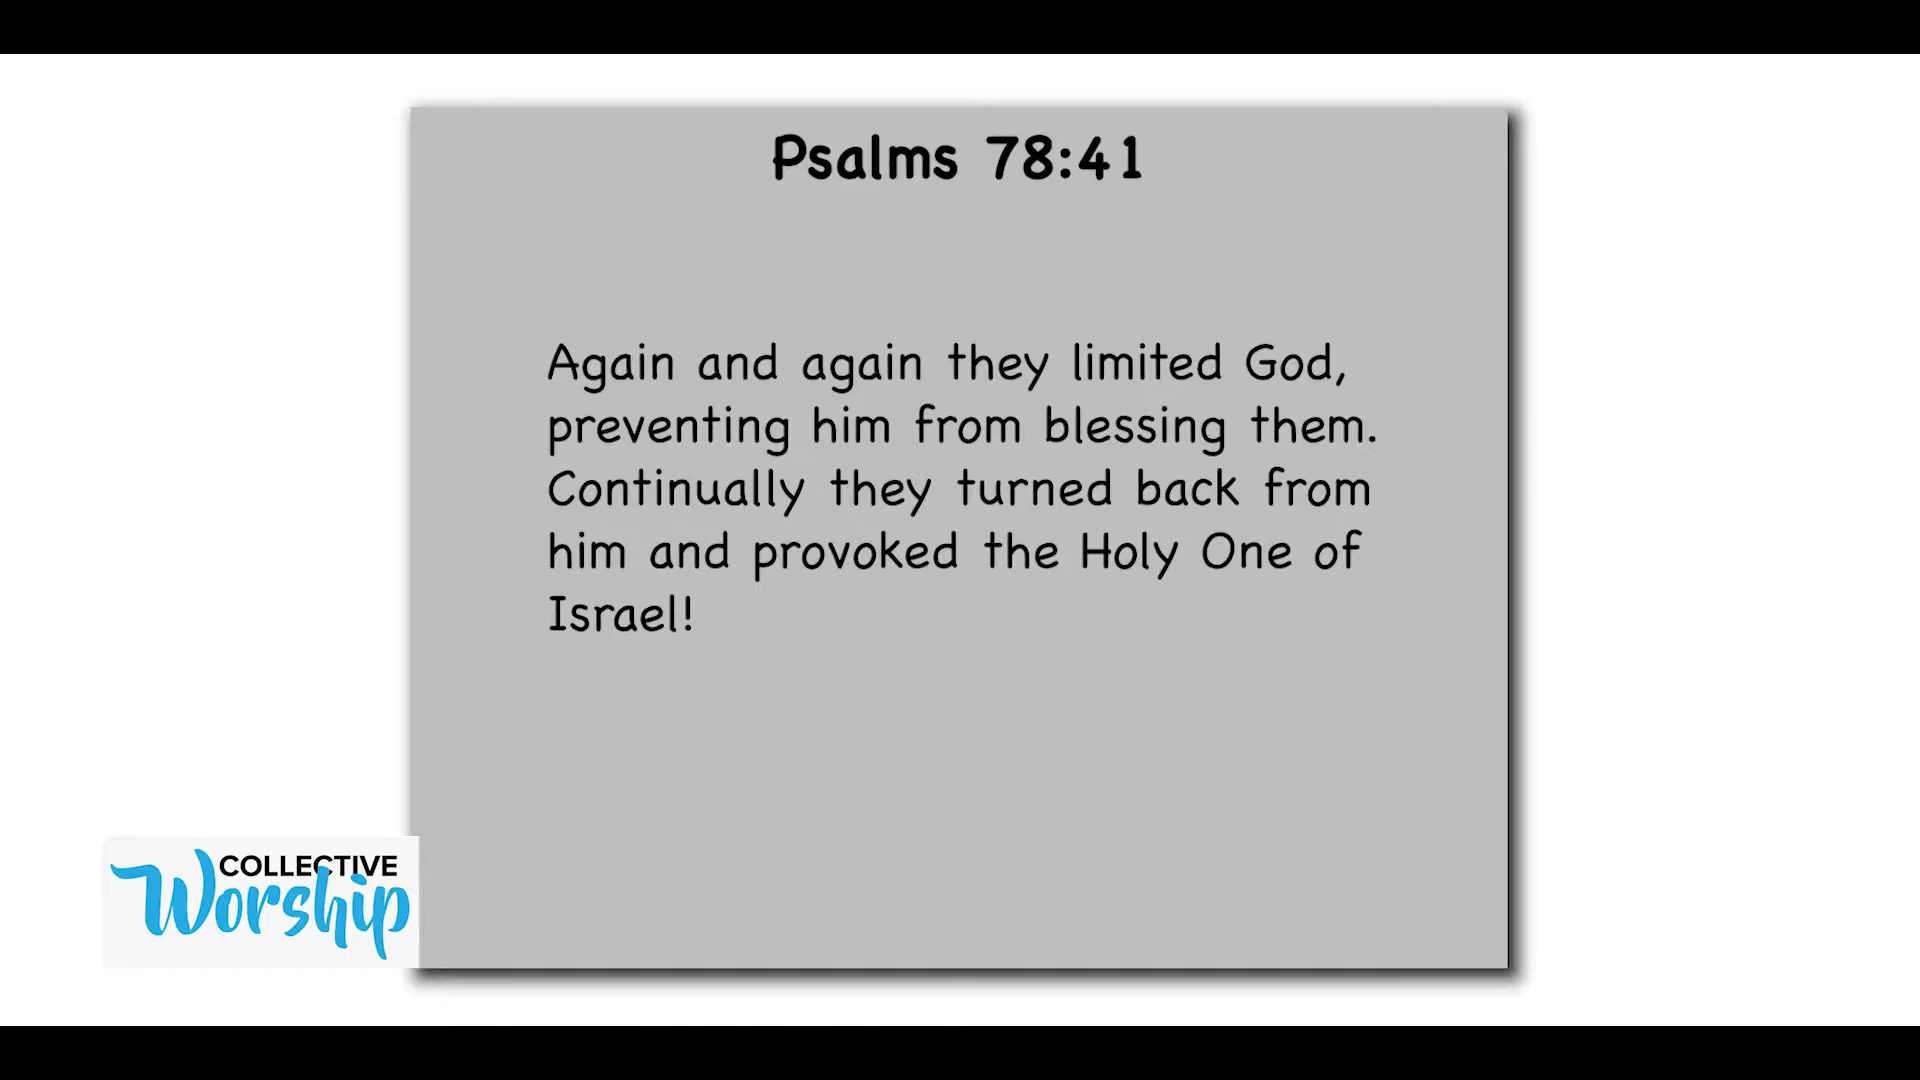 Psalms 78:41
Again and again they limited God,
preventing him from blessing them.
Continually they turned back from
him and provoked the Holy One of
Israel!
COLLECTIVE
Worship